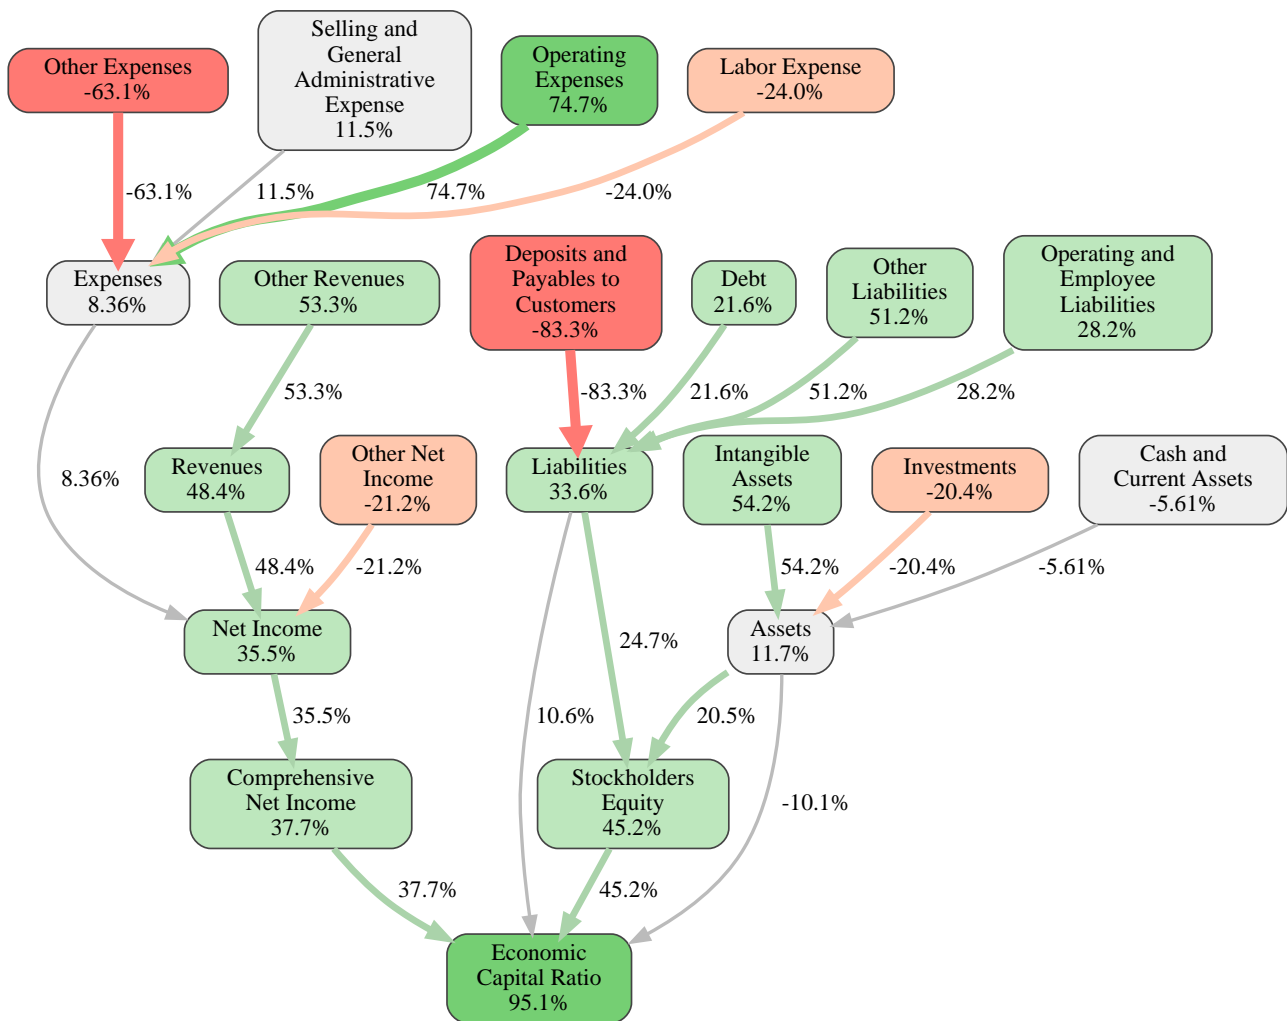 Other Expenses
-63.1%
Selling and
General
Administrative
Expense
11.5%
Operating
Expenses
74.7%
Labor Expense
-24.0%
-63.1%
11.5%
74.7%
-24.0%
Expenses
8.36%
Other Revenues
53.3%
Deposits and
Payables to
Customers
-83.3%
Debt
21.6%
Other
Liabilities
51.2%
Operating and
Employee
Liabilities
28.2%
53.3%
-83.3%
21.6%
51.2%
28.2%
8.36%
Revenues
48.4%
Other Net
Income
-21.2%
Liabilities
33.6%
Intangible
Assets
54.2%
Investments
-20.4%
Cash and
Current Assets
-5.61%
48.4%
-21.2%
54.2%
-20.4%
-5.61%
Net Income
35.5%
24.7%
Assets
11.7%
35.5%
10.6%
20.5%
Comprehensive
Net Income
37.7%
Stockholders
Equity
45.2%
-10.1%
37.7%
45.2%
Economic
Capital Ratio
95.1%